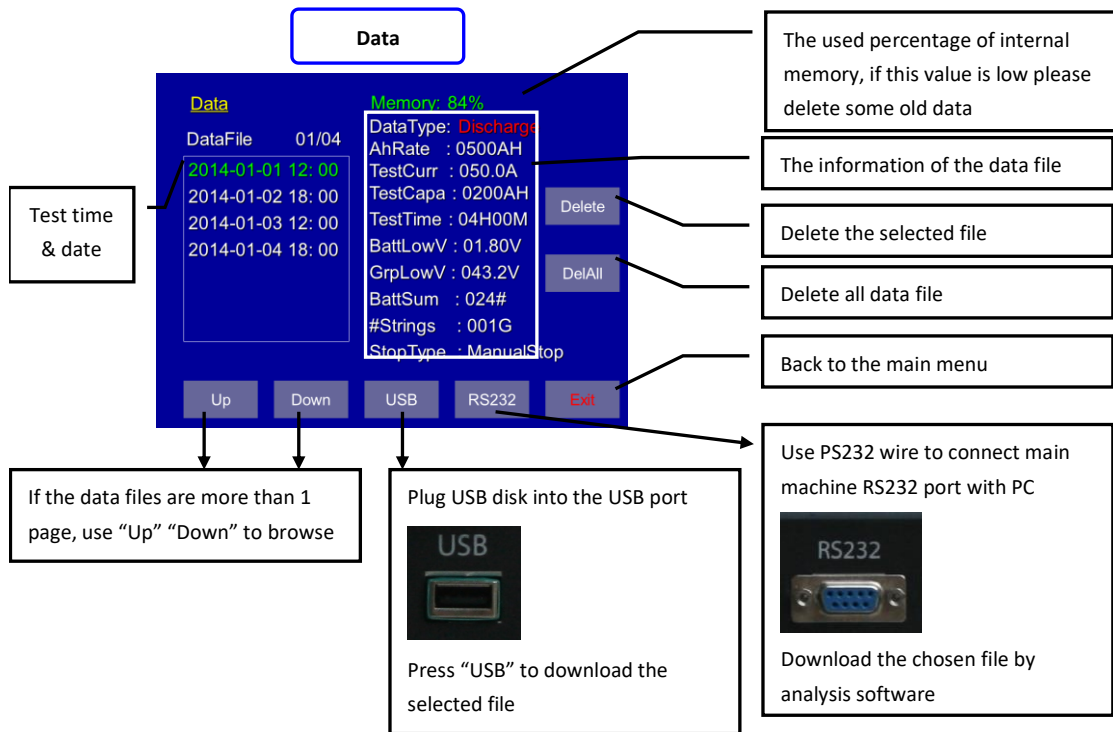 Data
Data
Memory: 84%
DataFile 01/04
2014-01-01 12: 00
2014-01-02 18: 00
2014-01-03 12: 00
2014-01-04 18: 00
DataType: Discharge
AhRate : 0500AH
TestCurr : 050.0A
TestCapa : 0200AH
TestTime : 04H00M
BattLowV : 01.80V
GrpLowV : 043.2V
BattSum : 024#
#Strings : 001G
StopType : ManualStop
Delete
DelAll
Up
Down
USB
RS232
Exit
Test time
& date
The used percentage of internal
memory, if this value is low please
delete some old data
The information of the data file
Delete the selected file
Delete all data file
Back to the main menu
If the data files are more than 1
page, use “Up” “Down” to browse
Plug USB disk into the USB port
USB
Press “USB” to download the
selected file
Use PS232 wire to connect main
machine RS232 port with PC
RS232
Download the chosen file by
analysis software